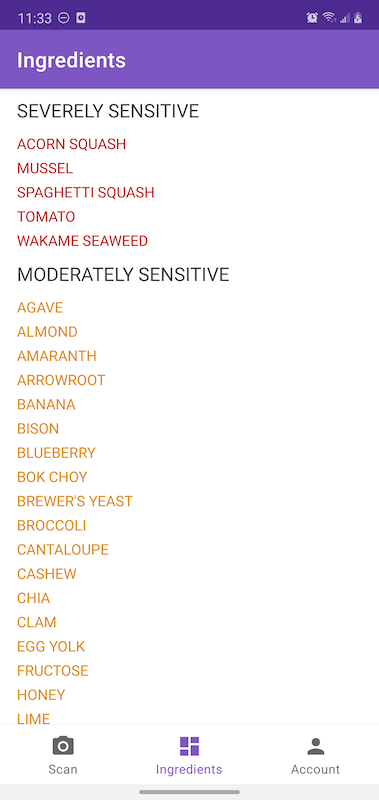 11:33
Ingredients
SEVERELY SENSITIVE
ACORN SQUASH
MUSSEL
SPAGHETTI SQUASH
TOMATO
WAKAME SEAWEED
MODERATELY SENSITIVE
AGAVE
ALMOND
AMARANTH
ARROWROOT
BANANA
BISON
BLUEBERRY
BOK CHOY
BREWER'S YEAST
BROCCOLI
CANTALOUPE
CASHEW
CHIA
CLAM
EGG YOLK
FRUCTOSE
HONEY
LIME
Scan Ingredients Account